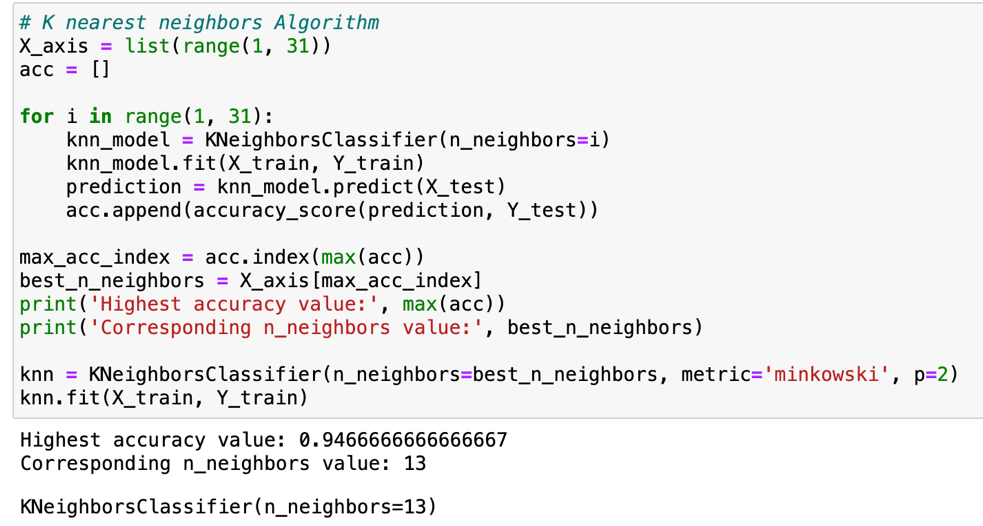 # K nearest neighbors Algorithm
X_axis = list(range(1, 31))
acc = []
for i in range(1, 31):
    knn_model = KNeighborsClassifier(n_neighbors=i)
    knn_model.fit(X_train, Y_train)
    prediction = knn_model.predict(X_test)
    acc.append(accuracy_score(prediction, Y_test))
max_acc_index = acc.index(max(acc))
best_n_neighbors = X_axis[max_acc_index]
print('Highest accuracy value:', max(acc))
print('Corresponding n_neighbors value:', best_n_neighbors)
knn = KNeighborsClassifier(n_neighbors=best_n_neighbors, metric='minkowski', p=2)
knn.fit(X_train, Y_train)
Highest accuracy value: 0.9466666666666667
Corresponding n_neighbors value: 13
KNeighborsClassifier(n_neighbors=13)